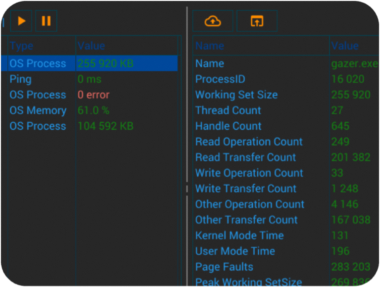 Type Value
OS Process 255 920 KB
Ping 0 ms
OS Process 0 error
OS Memory 61.0 %
OS Process 104 592 KB
Name Value
Name gazer.exe
ProcessID 16 020
Working Set Size 255 920
Thread Count 27
Handle Count 645
Read Operation Count 249
Read Transfer Count 201 382
Write Operation Count 33
Write Transfer Count 1 248
Other Operation Count 4 146
Other Transfer Count 167 038
Kernel Mode Time 131
User Mode Time 196
Page Faults 283 203
Peak Working SetSize